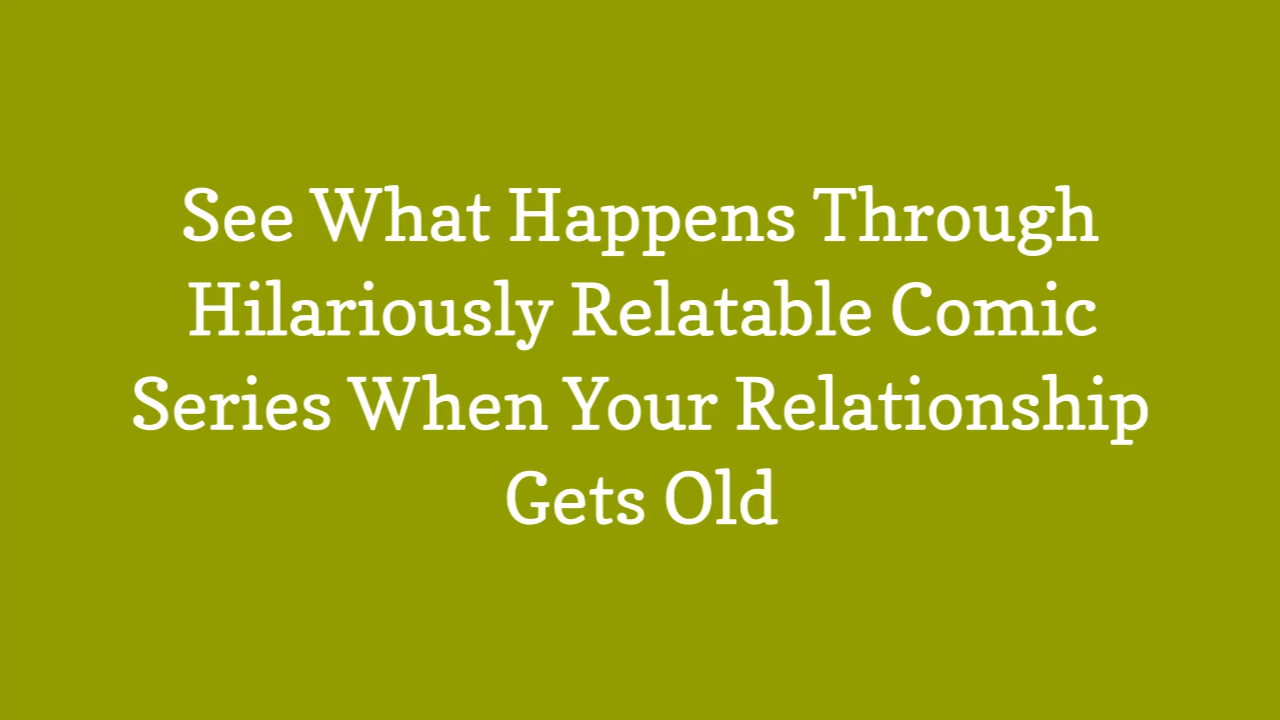 See What Happens Through
Hilariously Relatable Comic
Series When Your Relationship
Gets Old